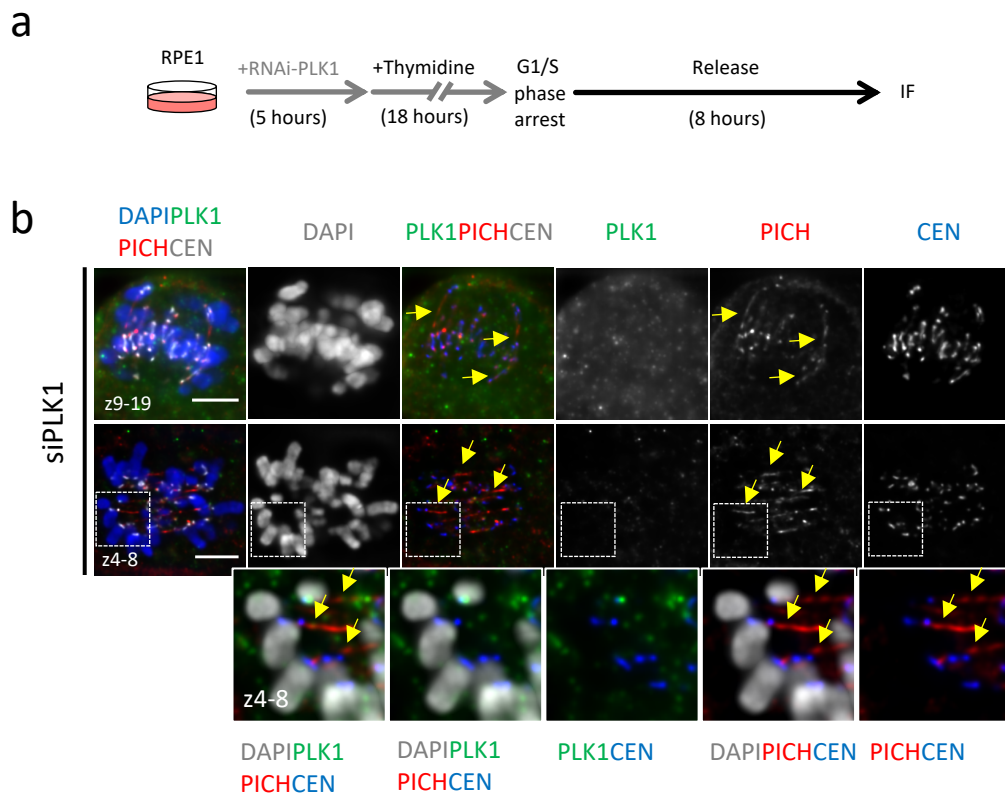 a
RPE1
+RNAi-PLK1
(5 hours)
+Thymidine
(18 hours)
G1/S
phase
arrest
Release
(8 hours)
IF
b
DAPIPLK1
PICHCEN
DAPI
PLK1PICHCEN
PLK1
PICH
CEN
siPLK1
z9-19
z4-8
z4-8
DAPIPLK1
PICHCEN
DAPIPLK1
PICHCEN
PLK1CEN
DAPIPICHCEN
PICHCEN